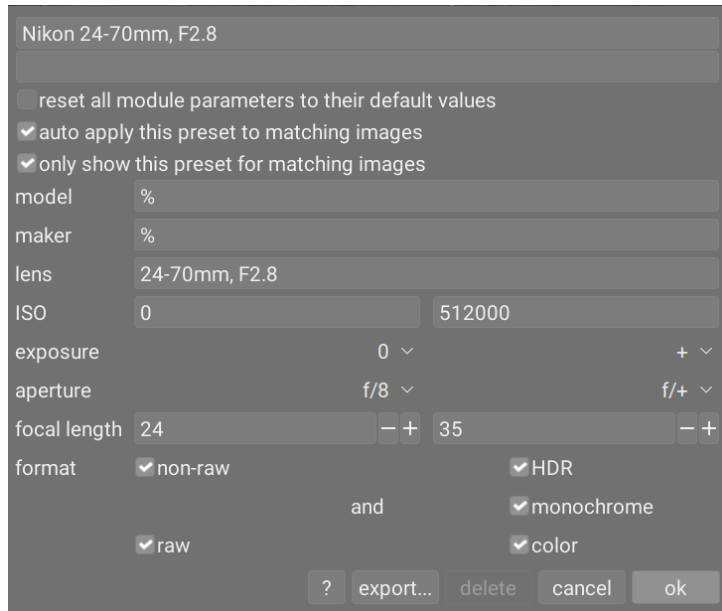 Nikon 24-70mm, F2.8
reset all module parameters to their default values
auto apply this preset to matching images
only show this preset for matching images
model %
maker %
lens 24-70mm, F2.8
ISO 0 512000
exposure 0 +
aperture f/8 f/+
focal length 24 − + 35 − +
format non-raw HDR
and monochrome
raw color
? export... delete cancel ok